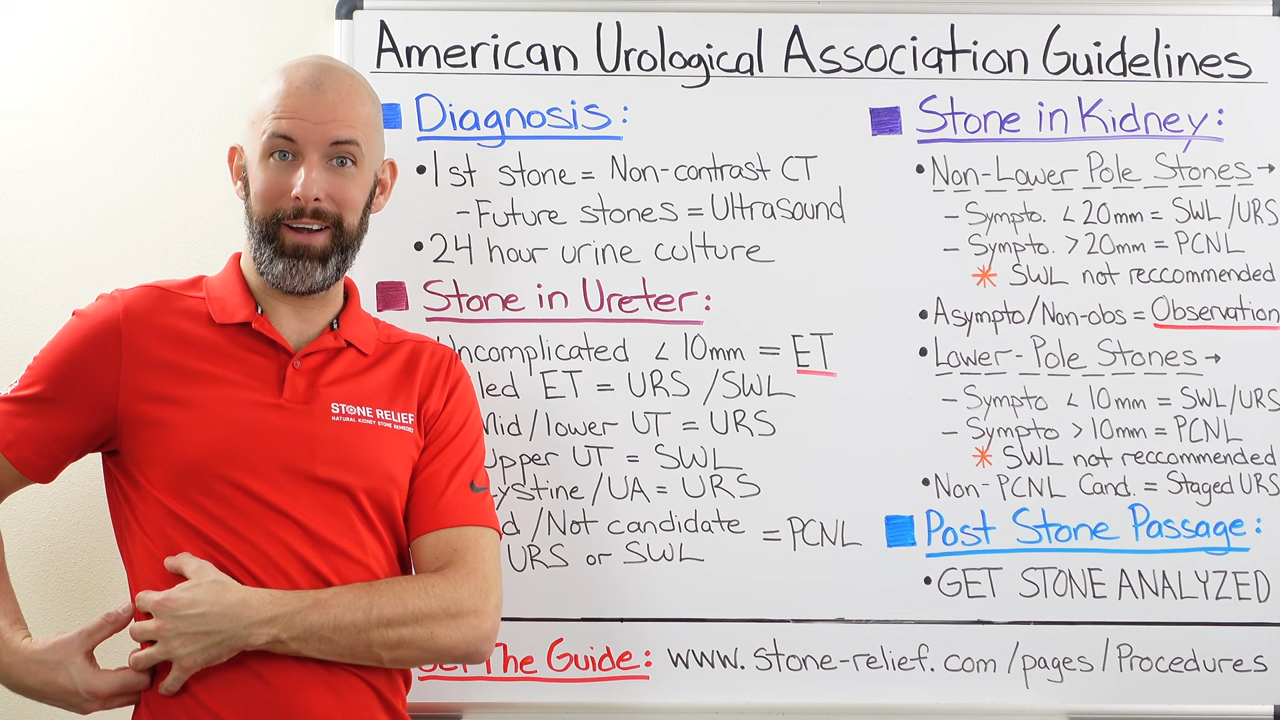 American Urological Association Guidelines
Diagnosis:
•1st stone = Non-contrast CT
-Future stones = Ultrasound
•24 hour urine culture
Stone in Ureter:
Uncomplicated < 10mm = ET
ET = URS /SWL
Mid/lower UT = URS
Upper UT = SWL
/UA = URS
/Not candidate = PCNL
URS or SWL
Stone in Kidney:
•Non-Lower Pole Stones →
- Sympto. < 20mm = SWL/URS
- Sympto. > 20mm = PCNL
* SWL not reccommended
•Asympto/Non-obs = Observation
•Lower-Pole Stones →
- Sympto < 10mm = SWL/URS
- Sympto > 10mm = PCNL
* SWL not reccommended
•Non-PCNL Cand. = Staged URS
Post Stone Passage:
•GET STONE ANALYZED
Get The Guide: www.stone-relief.com/pages/Procedures
STONE RELIEF
NATURAL KIDNEY STONE REMEDIES